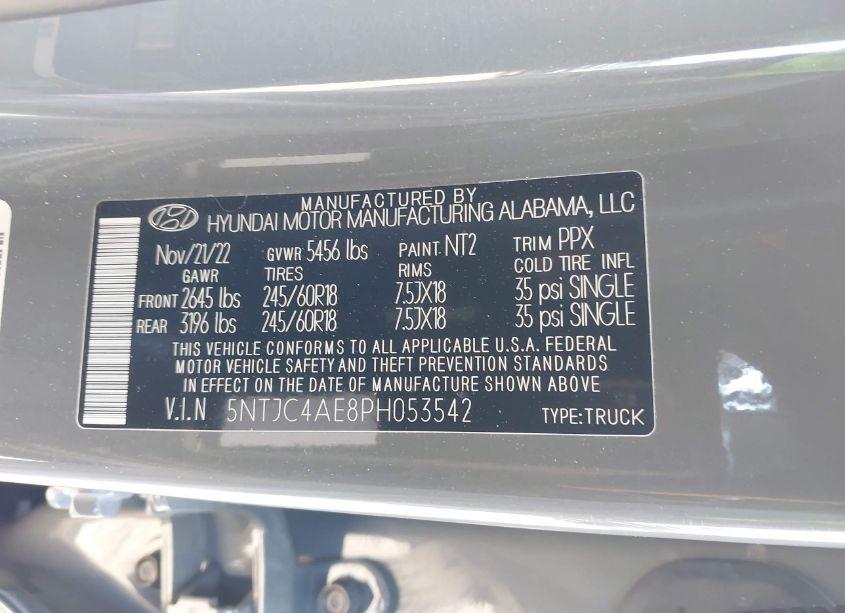 MANUFACTURED BY
HYUNDAI MOTOR MANUFACTURING ALABAMA, LLC
Nov/21/22 GVWR 5456 lbs PAINT NT2 TRIM PPX
GAWR TIRES RIMS COLD TIRE INFL
FRONT 2645 lbs 245/60R18 7.5JX18 35 psi SINGLE
REAR 3196 lbs 245/60R18 7.5JX18 35 psi SINGLE
THIS VEHICLE CONFORMS TO ALL APPLICABLE U.S.A. FEDERAL
MOTOR VEHICLE SAFETY AND THEFT PREVENTION STANDARDS
IN EFFECT ON THE DATE OF MANUFACTURE SHOWN ABOVE
V.I.N 5NTJC4AE8PH053542 TYPE:TRUCK